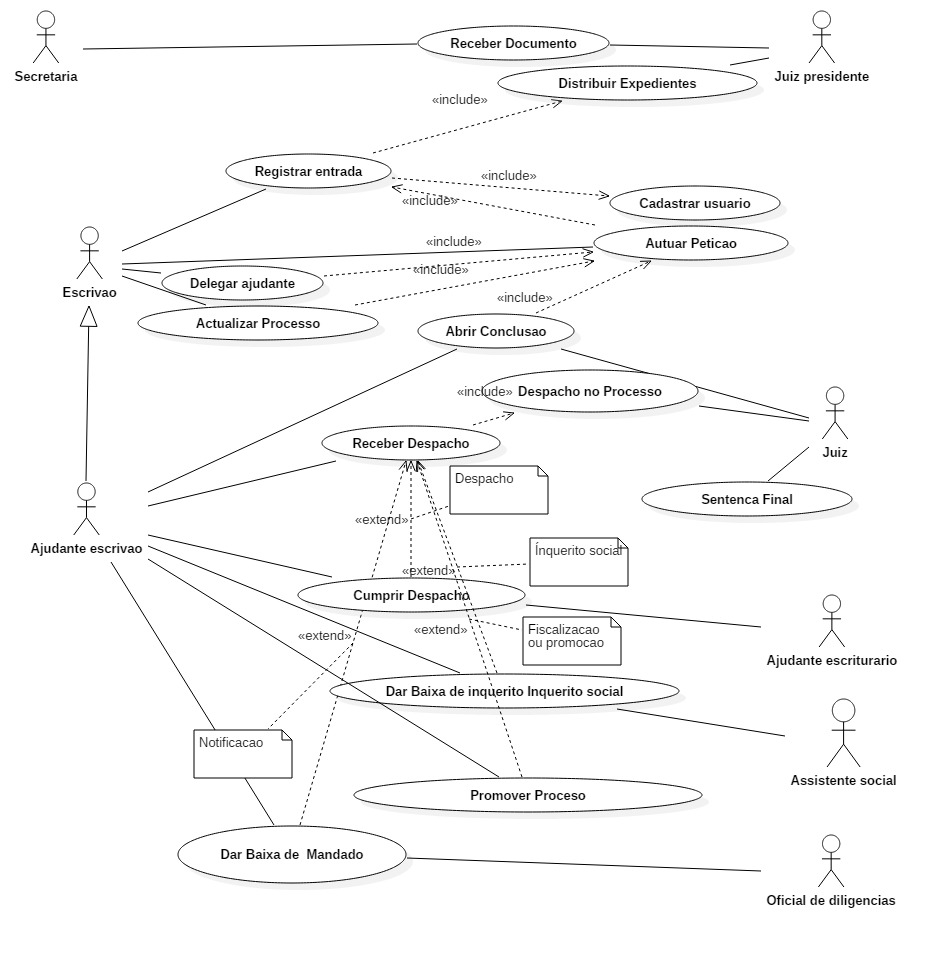 Receber Documento
Secretaria
Juiz presidente
Distribuir Expedientes
«include»
Registrar entrada
«include»
«include»
Cadastrar usuario
«include»
Autuar Peticao
«include»
Delegar ajudante
Escrivao
«include»
Actualizar Processo
Abrir Conclusao
«include»
Despacho no Processo
Receber Despacho
Juiz
Despacho
Sentenca Final
«extend»
Ajudante escrivao
Ínquerito social
«extend»
Cumprir Despacho
«extend»
Fiscalizacao
ou promocao
«extend»
Ajudante escriturario
Dar Baixa de inquerito Inquerito social
Notificacao
Assistente social
Promover Proceso
Dar Baixa de  Mandado
Oficial de diligencias